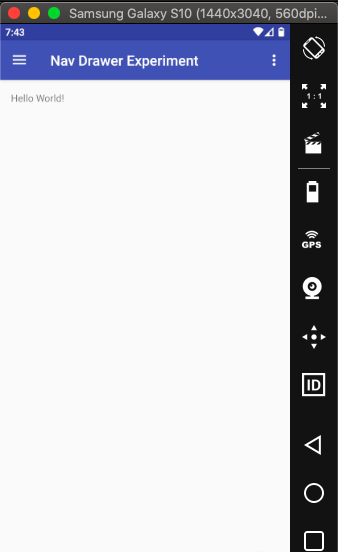 Samsung Galaxy S10 (1440x3040, 560dpi...
7:43
Nav Drawer Experiment
Hello World!
1 : 1
GPS
ID